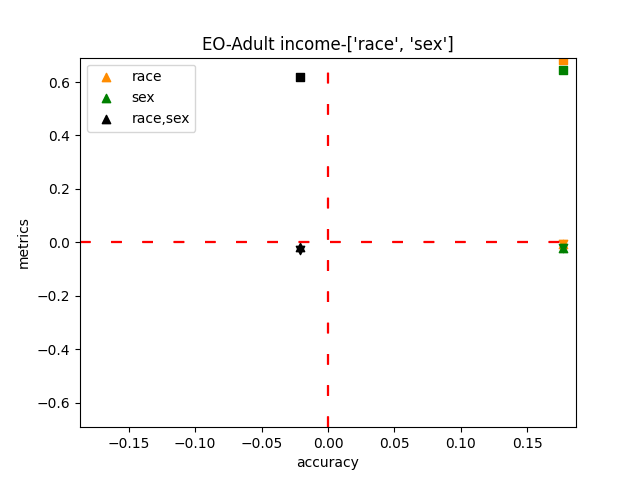 EO-Adult income-['race', 'sex']
race
sex
race,sex
metrics
0.6
0.4
0.2
0.0
−0.2
−0.4
−0.6
−0.15
−0.10
−0.05
0.00
0.05
0.10
0.15
accuracy